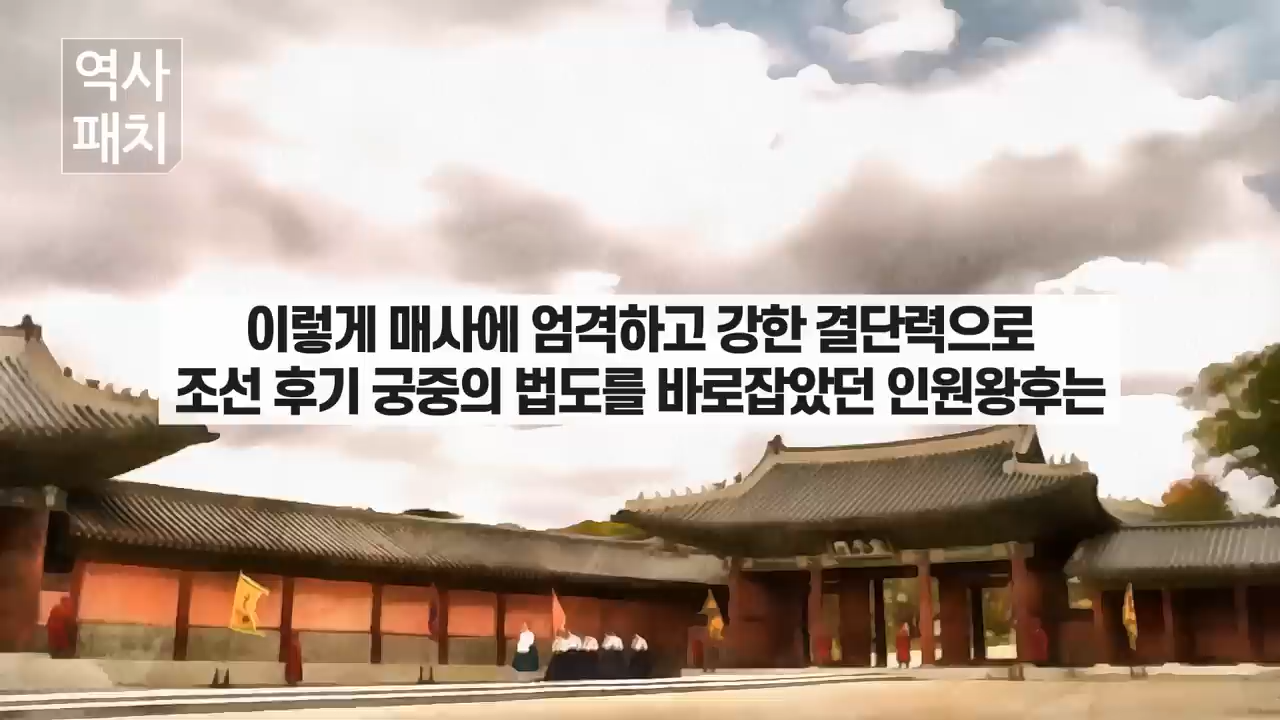 역사
패치
이렇게 매사에 엄격하고 강한 결단력으로
조선 후기 궁중의 법도를 바로잡았던 인원왕후는